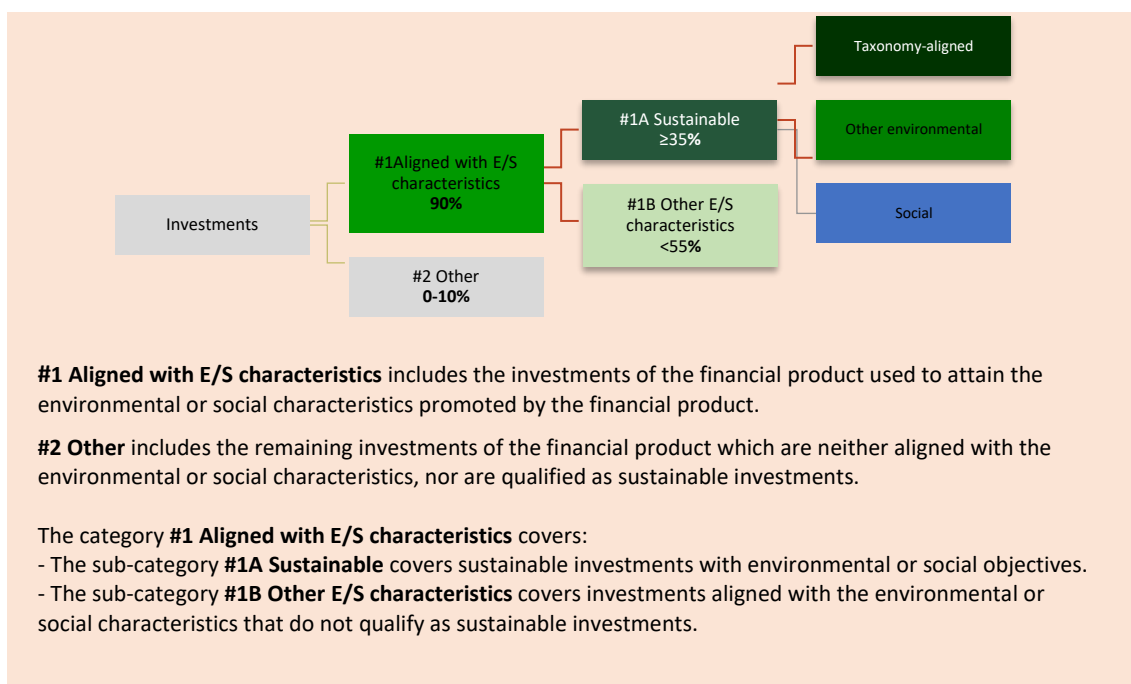 Taxonomy-aligned
#1A Sustainable
≥35%
Other environmental
#1Aligned with E/S
characteristics
90%
#1B Other E/S
characteristics
<55%
Social
Investments
#2 Other
0-10%
#1 Aligned with E/S characteristics includes the investments of the financial product used to attain the
environmental or social characteristics promoted by the financial product.
#2 Other includes the remaining investments of the financial product which are neither aligned with the
environmental or social characteristics, nor are qualified as sustainable investments.
The category #1 Aligned with E/S characteristics covers:
- The sub-category #1A Sustainable covers sustainable investments with environmental or social objectives.
- The sub-category #1B Other E/S characteristics covers investments aligned with the environmental or
social characteristics that do not qualify as sustainable investments.